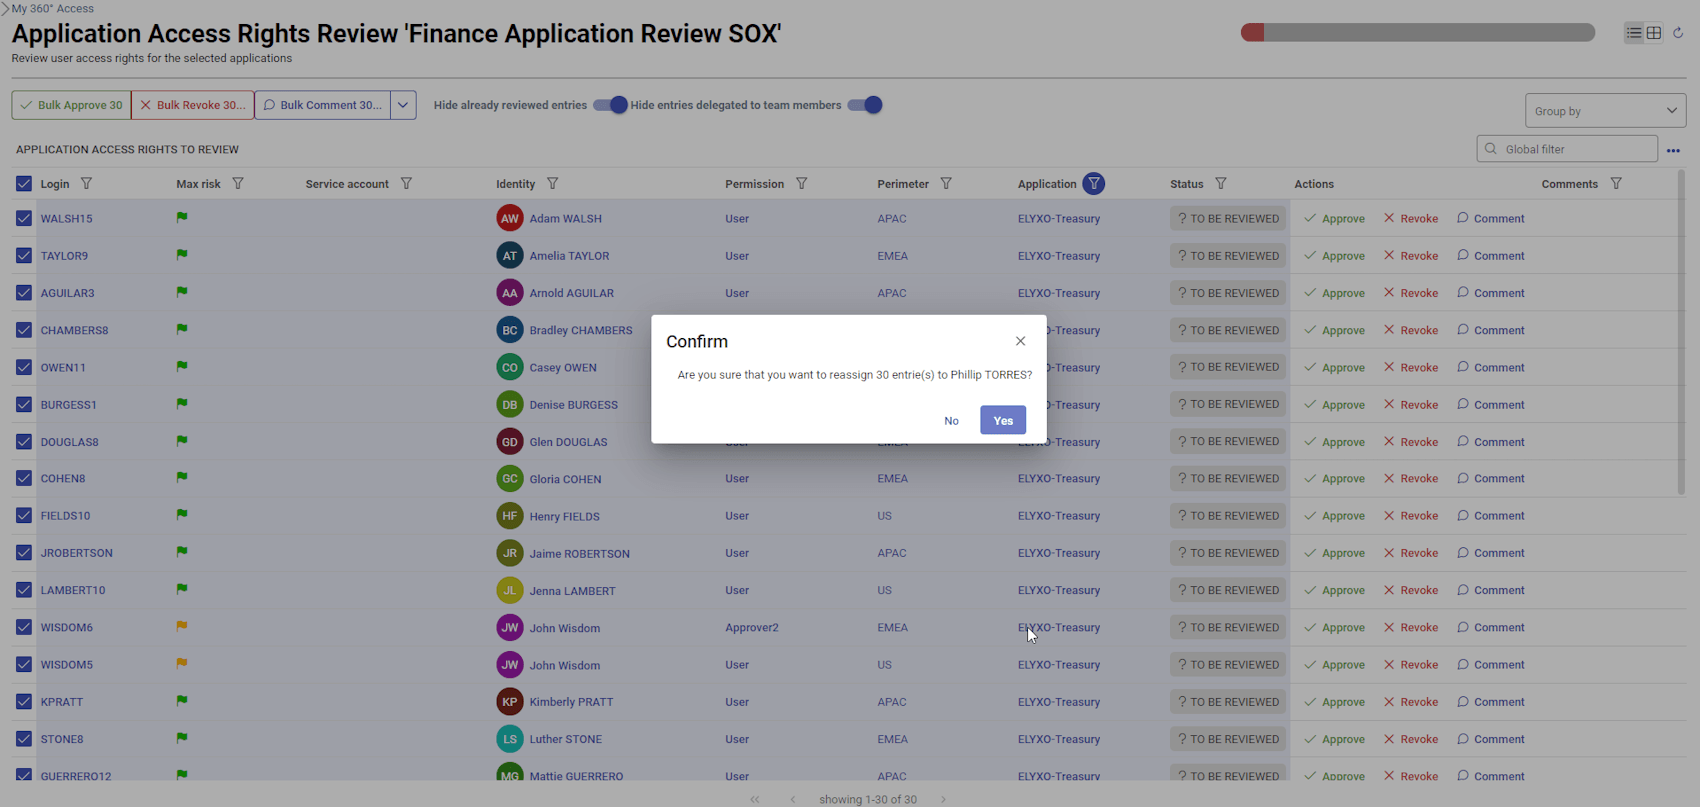 My 360° Access
Application Access Rights Review 'Finance Application Review SOX'
Review user access rights for the selected applications
Bulk Approve 30 Bulk Revoke 30... Bulk Comment 30... Hide already reviewed entries Hide entries delegated to team members Group by
APPLICATION ACCESS RIGHTS TO REVIEW Global filter
Login Max risk Service account Identity Permission Perimeter Application Status Actions Comments
WALSH15 AW Adam WALSH User APAC ELYXO-Treasury ? TO BE REVIEWED Approve Revoke Comment
TAYLOR9 AT Amelia TAYLOR User EMEA ELYXO-Treasury ? TO BE REVIEWED Approve Revoke Comment
AGUILAR3 AA Arnold AGUILAR User APAC ELYXO-Treasury ? TO BE REVIEWED Approve Revoke Comment
CHAMBERS8 BC Bradley CHAMBERS O-Treasury ? TO BE REVIEWED Approve Revoke Comment
OWEN11 CO Casey OWEN O-Treasury ? TO BE REVIEWED Approve Revoke Comment
BURGESS1 DB Denise BURGESS O-Treasury ? TO BE REVIEWED Approve Revoke Comment
DOUGLAS8 GD Glen DOUGLAS User EMEA ELYXO-Treasury ? TO BE REVIEWED Approve Revoke Comment
Confirm
Are you sure that you want to reassign 30 entrie(s) to Phillip TORRES?
No Yes
COHEN8 GC Gloria COHEN User EMEA ELYXO-Treasury ? TO BE REVIEWED Approve Revoke Comment
FIELDS10 HF Henry FIELDS User US ELYXO-Treasury ? TO BE REVIEWED Approve Revoke Comment
JROBERTSON JR Jaime ROBERTSON User APAC ELYXO-Treasury ? TO BE REVIEWED Approve Revoke Comment
LAMBERT10 JL Jenna LAMBERT User US ELYXO-Treasury ? TO BE REVIEWED Approve Revoke Comment
WISDOM6 JW John Wisdom Approver2 EMEA ELYXO-Treasury ? TO BE REVIEWED Approve Revoke Comment
WISDOM5 JW John Wisdom User US ELYXO-Treasury ? TO BE REVIEWED Approve Revoke Comment
KPRATT KP Kimberly PRATT User APAC ELYXO-Treasury ? TO BE REVIEWED Approve Revoke Comment
STONE8 LS Luther STONE User EMEA ELYXO-Treasury ? TO BE REVIEWED Approve Revoke Comment
GUERRERO12 MG Mattie GUERRERO User APAC ELYXO-Treasury ? TO BE REVIEWED Approve Revoke Comment
showing 1-30 of 30